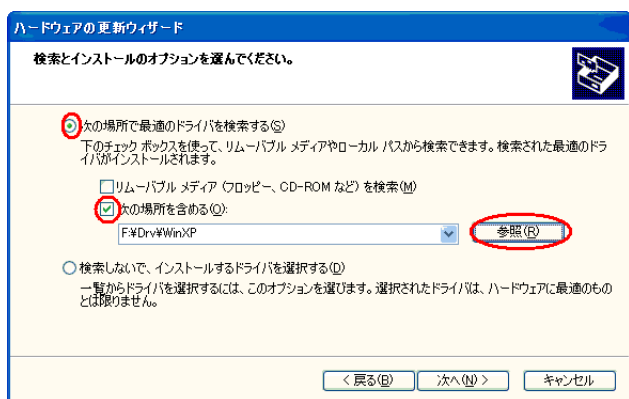 ハードウェアの更新ウィザード
検索とインストールのオプションを選んでください。
次の場所で最適のドライバを検索する(S)
下のチェック ボックスを使って、リムーバブル メディアやローカル パスから検索できます。検索された最適のドラ
イバがインストールされます。
リムーバブル メディア (フロッピー、CD-ROM など) を検索(M)
次の場所を含める(O):
F:¥Drv¥WinXP
参照(R)
検索しないで、インストールするドライバを選択する(D)
一覧からドライバを選択するには、このオプションを選びます。選択されたドライバは、ハードウェアに最適のもの
とは限りません。
< 戻る(B) 次へ(N) > キャンセル